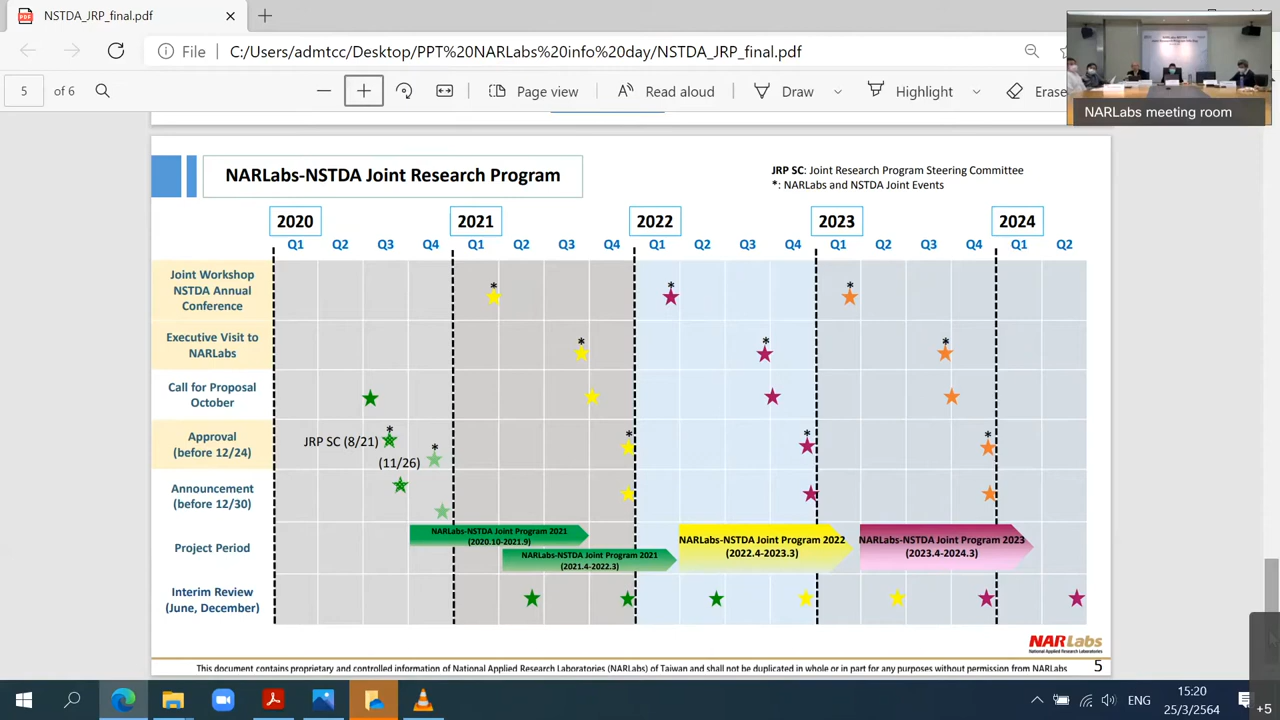 NSTDA_JRP_final.pdf
File C:/Users/admtcc/Desktop/PPT%20NARLabs%20info%20day/NSTDA_JRP_final.pdf
5 of 6
Page view
Read aloud
Draw
Highlight
Erase
NARLabs meeting room
NARLabs-NSTDA Joint Research Program
JRP SC: Joint Research Program Steering Committee
*: NARLabs and NSTDA Joint Events
2020 2021 2022 2023 2024
Q1 Q2 Q3 Q4 Q1 Q2 Q3 Q4 Q1 Q2 Q3 Q4 Q1 Q2 Q3 Q4 Q1 Q2
Joint Workshop
NSTDA Annual
Conference
* * *
Executive Visit to
NARLabs
* * *
Call for Proposal
October
Approval
(before 12/24)
JRP SC (8/21) * * * * *
(11/26)
Announcement
(before 12/30)
Project Period
NARLabs-NSTDA Joint Program 2021
(2020.10-2021.9)
NARLabs-NSTDA Joint Program 2021
(2021.4-2022.3)
NARLabs-NSTDA Joint Program 2022
(2022.4-2023.3)
NARLabs-NSTDA Joint Program 2023
(2023.4-2024.3)
Interim Review
(June, December)
NARLabs
National Applied Research Laboratories
This document contains proprietary and controlled information of National Applied Research Laboratories (NARLabs) of Taiwan and shall not be duplicated in whole or in part for any purposes without permission from NARLabs
5
ENG
15:20
25/3/2564
+5